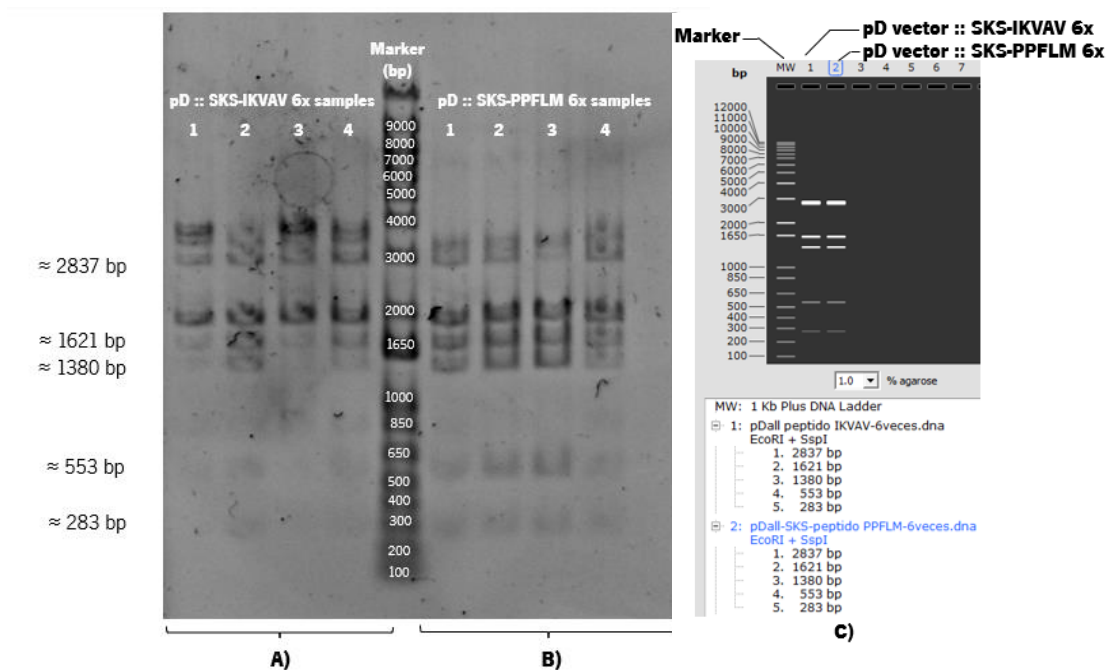 pD :: SKS-IKVAV 6x samples
1 2 3 4
Marker
(bp)
pD :: SKS-PPFLM 6x samples
1 2 3 4
9000
8000
7000
6000
5000
4000
3000
2000
1650
1000
850
650
500
400
300
200
100
≈ 2837 bp
≈ 1621 bp
≈ 1380 bp
≈ 553 bp
≈ 283 bp
A)
B)
Marker
pD vector :: SKS-IKVAV 6x
pD vector :: SKS-PPFLM 6x
bp
MW 1 2 3 4 5 6 7
12000
11000
10000
9000
8000
7000
6000
5000
4000
3000
2000
1650
1000
850
650
500
400
300
200
100
1.0 % agarose
MW: 1 Kb Plus DNA Ladder
1: pDall peptido IKVAV-6veces.dna
EcoRI + SspI
1. 2837 bp
2. 1621 bp
3. 1380 bp
4. 553 bp
5. 283 bp
2: pDall-SKS-peptido PPFLM-6veces.dna
EcoRI + SspI
1. 2837 bp
2. 1621 bp
3. 1380 bp
4. 553 bp
5. 283 bp
C)